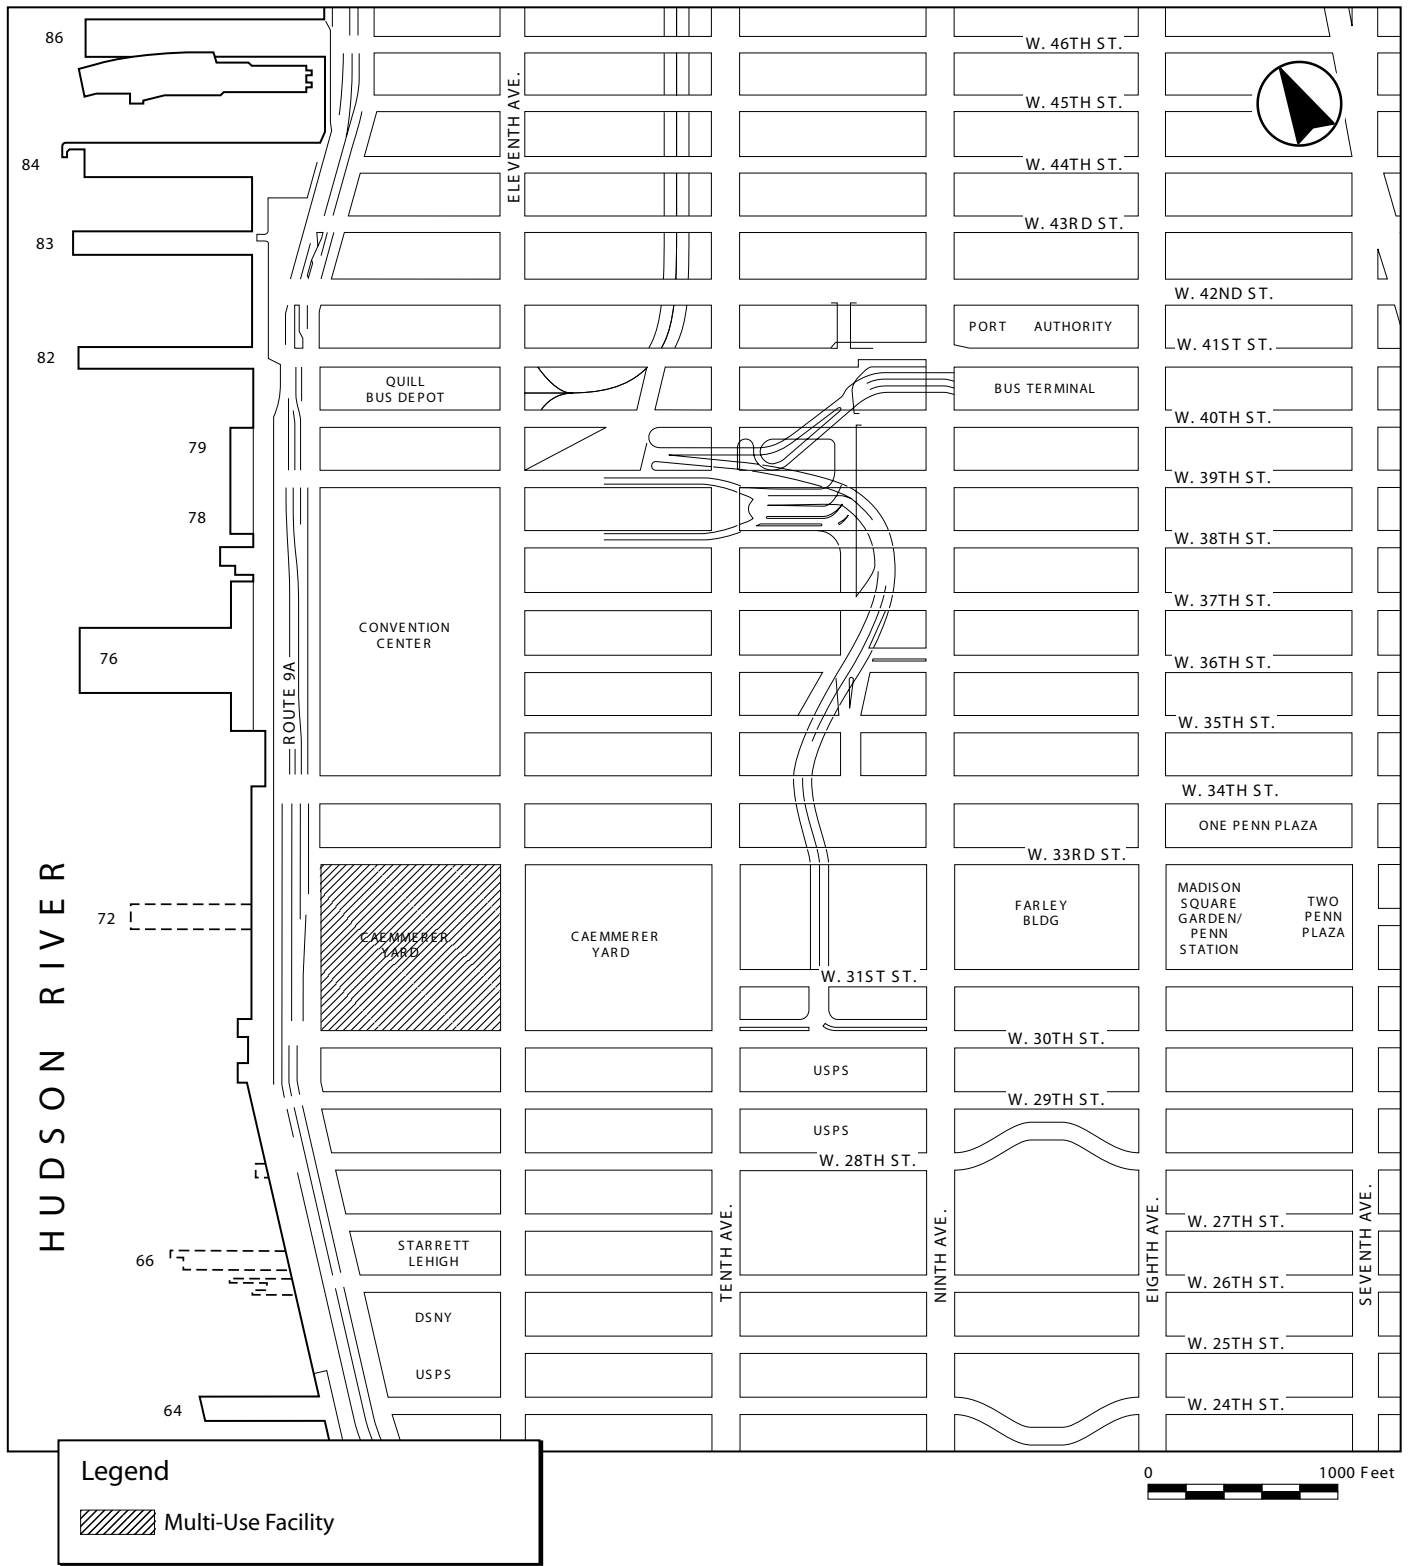 86
W. 46TH ST.
ELEVENTH AVE.
W. 45TH ST.
84
W. 44TH ST.
83
W. 43RD ST.
W. 42ND ST.
PORT AUTHORITY
W. 41ST ST.
82
QUILL
BUS DEPOT
BUS TERMINAL
W. 40TH ST.
79
W. 39TH ST.
78
W. 38TH ST.
W. 37TH ST.
CONVENTION
CENTER
76
W. 36TH ST.
ROUTE 9A
W. 35TH ST.
W. 34TH ST.
ONE PENN PLAZA
W. 33RD ST.
HUDSON RIVER
72
CAEMMERER
YARD
CAEMMERER
YARD
FARLEY
BLDG
MADISON
SQUARE
GARDEN/
PENN
STATION
TWO
PENN
PLAZA
W. 31ST ST.
W. 30TH ST.
USPS
W. 29TH ST.
USPS
W. 28TH ST.
TENTH AVE.
NINTH AVE.
EIGHTH AVE.
SEVENTH AVE.
W. 27TH ST.
66
STARRETT
LEHIGH
W. 26TH ST.
DSNY
W. 25TH ST.
USPS
64
W. 24TH ST.
Legend
Multi-Use Facility
0 1000 Feet